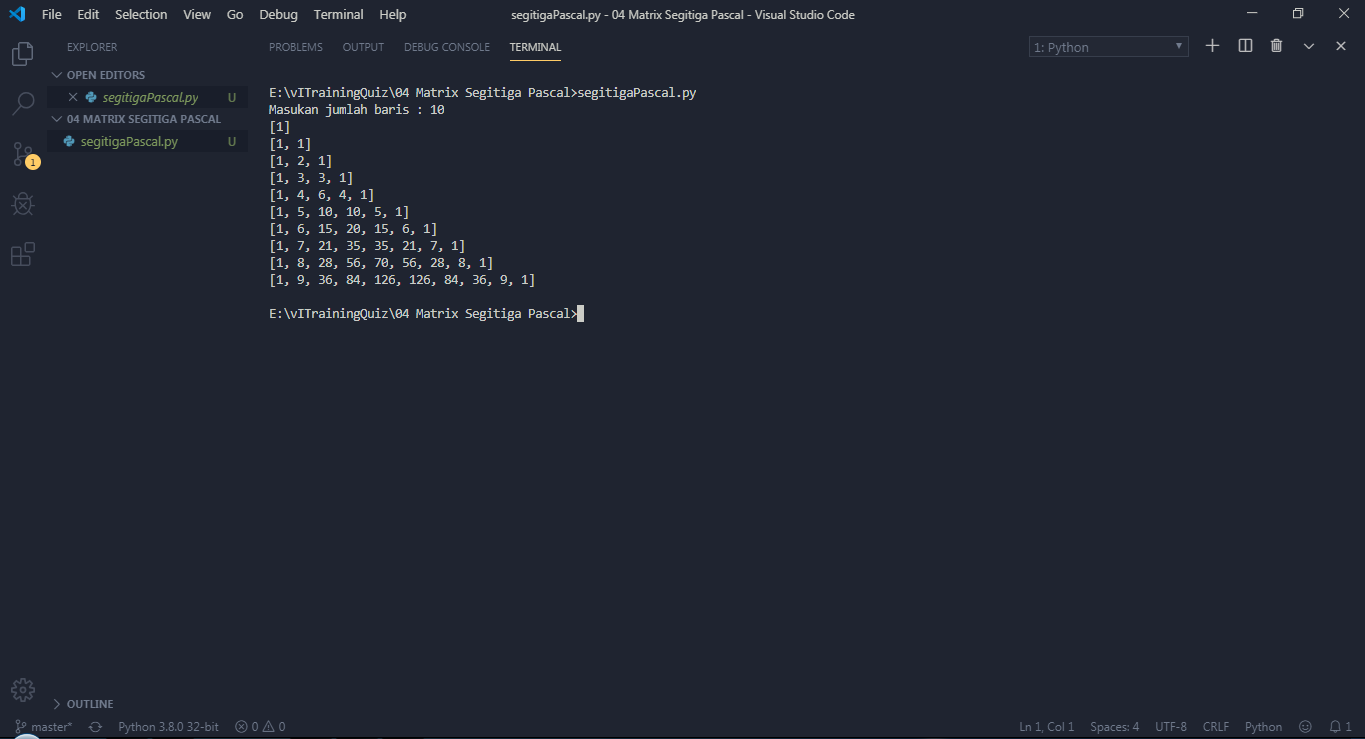 File Edit Selection View Go Debug Terminal Help
segitigaPascal.py - 04 Matrix Segitiga Pascal - Visual Studio Code
EXPLORER
OPEN EDITORS
segitigaPascal.py U
04 MATRIX SEGITIGA PASCAL
segitigaPascal.py U
1
OUTLINE
PROBLEMS OUTPUT DEBUG CONSOLE TERMINAL
1: Python
E:\vITrainingQuiz\04 Matrix Segitiga Pascal>segitigaPascal.py
Masukan jumlah baris : 10
[1]
[1, 1]
[1, 2, 1]
[1, 3, 3, 1]
[1, 4, 6, 4, 1]
[1, 5, 10, 10, 5, 1]
[1, 6, 15, 20, 15, 6, 1]
[1, 7, 21, 35, 35, 21, 7, 1]
[1, 8, 28, 56, 70, 56, 28, 8, 1]
[1, 9, 36, 84, 126, 126, 84, 36, 9, 1]
E:\vITrainingQuiz\04 Matrix Segitiga Pascal>
master* Python 3.8.0 32-bit 0 0 Ln 1, Col 1 Spaces: 4 UTF-8 CRLF Python 1